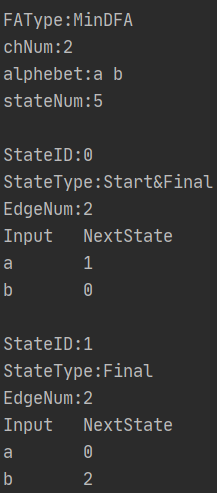 FAType:MinDFA
chNum:2
alphebet:a b
stateNum:5
StateID:0
StateType:Start&Final
EdgeNum:2
Input NextState
a 1
b 0
StateID:1
StateType:Final
EdgeNum:2
Input NextState
a 0
b 2